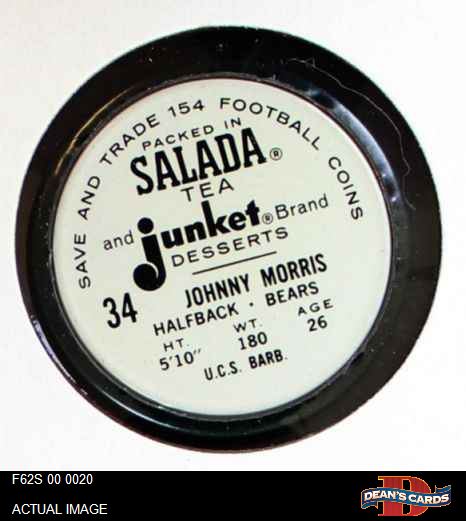 SAVE AND TRADE 154 FOOTBALL COINS
PACKED IN
SALADA®
TEA
and junket® Brand
DESSERTS
34
JOHNNY MORRIS
HALFBACK · BEARS
HT. WT. AGE
5'10" 180 26
U.C.S. BARB.
F62S 00 0020
ACTUAL IMAGE
D
DEAN'S CARDS